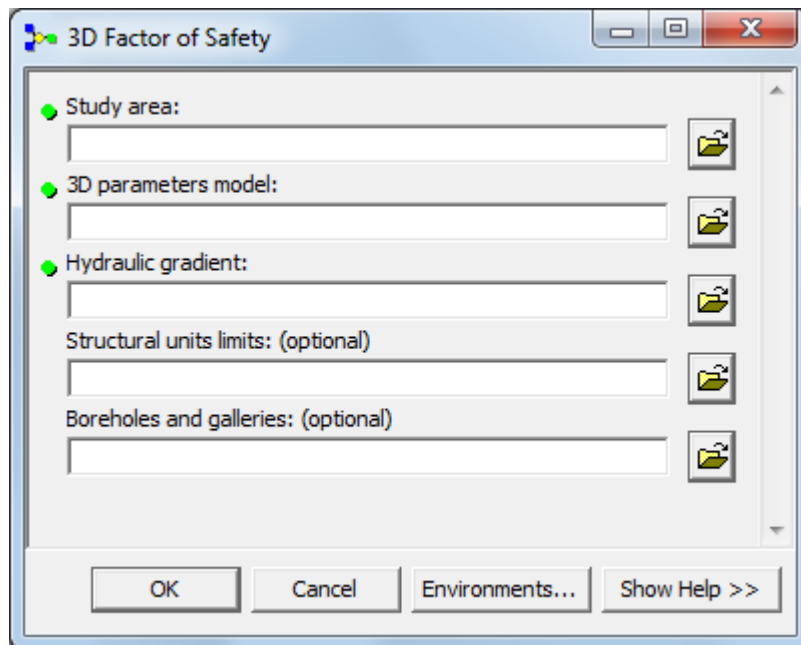 3D Factor of Safety
Study area:
3D parameters model:
Hydraulic gradient:
Structural units limits: (optional)
Boreholes and galleries: (optional)
OK Cancel Environments... Show Help >>